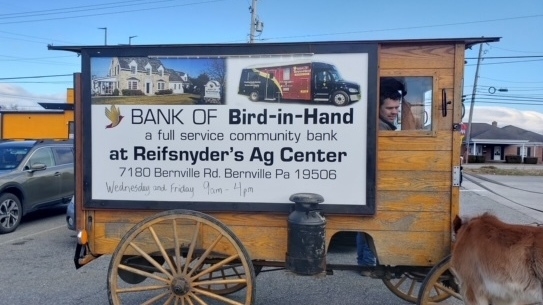 BANK OF Bird-in-Hand
a full service community bank
at Reifsnyder's Ag Center
7180 Bernville Rd. Bernville Pa 19506
Wednesday and Friday 9am - 4pm